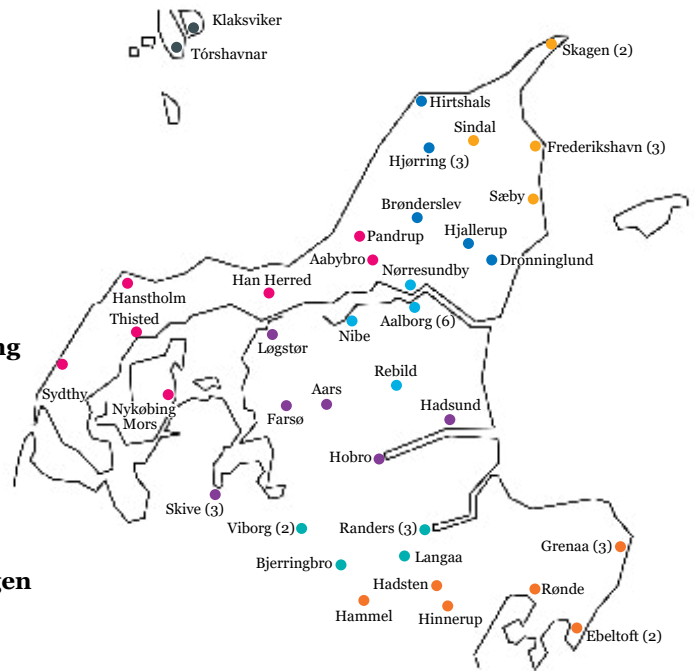 Klaksviker
Tórshavnar
Skagen (2)
Hirtshals
Sindal
Hjørring (3)
Frederikshavn (3)
Sæby
Brønderslev
Pandrup
Hjallerup
Aabybro
Dronninglund
Nørresundby
Han Herred
Hanstholm
Thisted
Aalborg (6)
Nibe
Løgstør
ng
Sydthy
Rebild
Aars
Nykøbing
Mors
Farsø
Hadsund
Hobro
Skive (3)
Viborg (2)
Randers (3)
Grenaa (3)
Langaa
Bjerringbro
gen
Hadsten
Rønde
Hammel
Hinnerup
Ebeltoft (2)